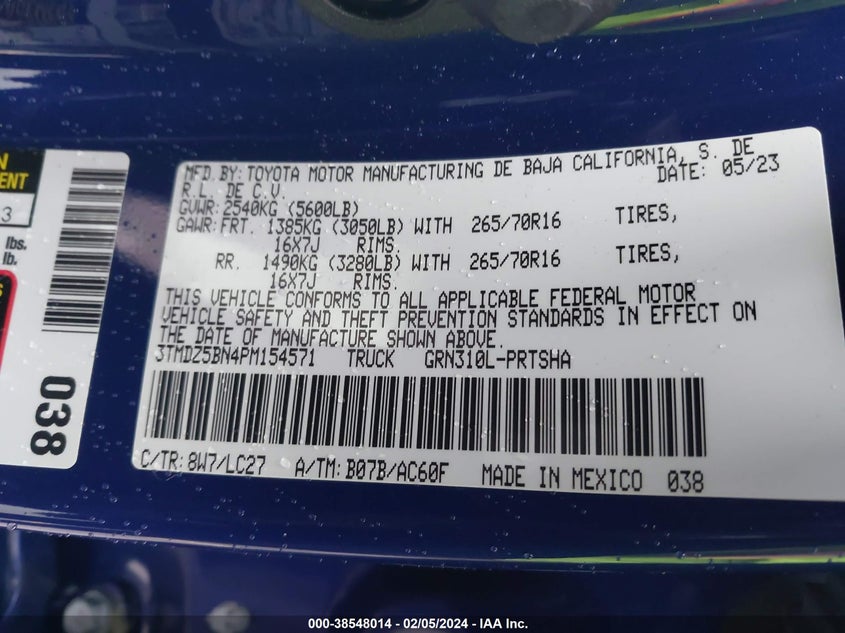 N
ENT
3
lbs.
lb.
S
038
MFD.BY: TOYOTA MOTOR MANUFACTURING DE BAJA CALIFORNIA, S. DE
R.L. DE C.V. DATE: 05/23
GVWR:2540KG (5600LB)
GAWR:FRT. 1385KG (3050LB) WITH 265/70R16 TIRES,
16X7J RIMS.
RR. 1490KG (3280LB) WITH 265/70R16 TIRES,
16X7J RIMS.
THIS VEHICLE CONFORMS TO ALL APPLICABLE FEDERAL MOTOR
VEHICLE SAFETY AND THEFT PREVENTION STANDARDS IN EFFECT ON
THE DATE OF MANUFACTURE SHOWN ABOVE.
3TMDZ5BN4PM154571 TRUCK GRN310L-PRTSHA
C/TR: 8W7/LC27 A/TM: B07B/AC60F MADE IN MEXICO 038
000-38548014 - 02/05/2024 - IAA Inc.